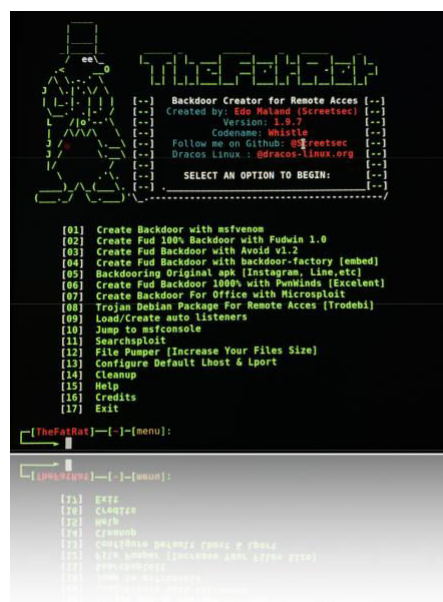 TheFatRat
[--] Backdoor Creator for Remote Acces [--]
[--] Created by: Edo Maland (Screetsec) [--]
[--] Version: 1.9.7 [--]
[--] Codename: Whistle [--]
[--] Follow me on Github: @Screetsec [--]
[--] Dracos Linux : @dracos-linux.org [--]
[--] [--]
[--] SELECT AN OPTION TO BEGIN: [--]
[01] Create Backdoor with msfvenom
[02] Create Fud 100% Backdoor with Fudwin 1.0
[03] Create Fud Backdoor with Avoid v1.2
[04] Create Fud Backdoor with backdoor-factory [embed]
[05] Backdooring Original apk [Instagram, Line,etc]
[06] Create Fud Backdoor 1000% with PwnWinds [Excelent]
[07] Create Backdoor For Office with Microsploit
[08] Trojan Debian Package For Remote Acces [Trodebi]
[09] Load/Create auto listeners
[10] Jump to msfconsole
[11] Searchsploit
[12] File Pumper [Increase Your Files Size]
[13] Configure Default Lhost & Lport
[14] Cleanup
[15] Help
[16] Credits
[17] Exit
[TheFatRat]—[~]—[menu]: